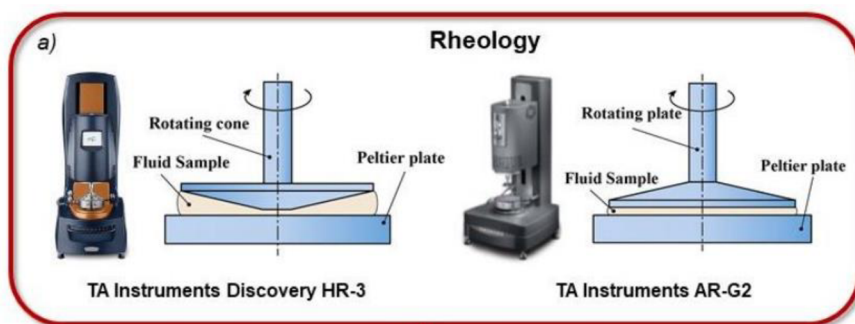 a)
Rheology
Rotating cone
Fluid Sample
Peltier plate
Rotating plate
Peltier plate
Fluid Sample
TA Instruments Discovery HR-3
TA Instruments AR-G2